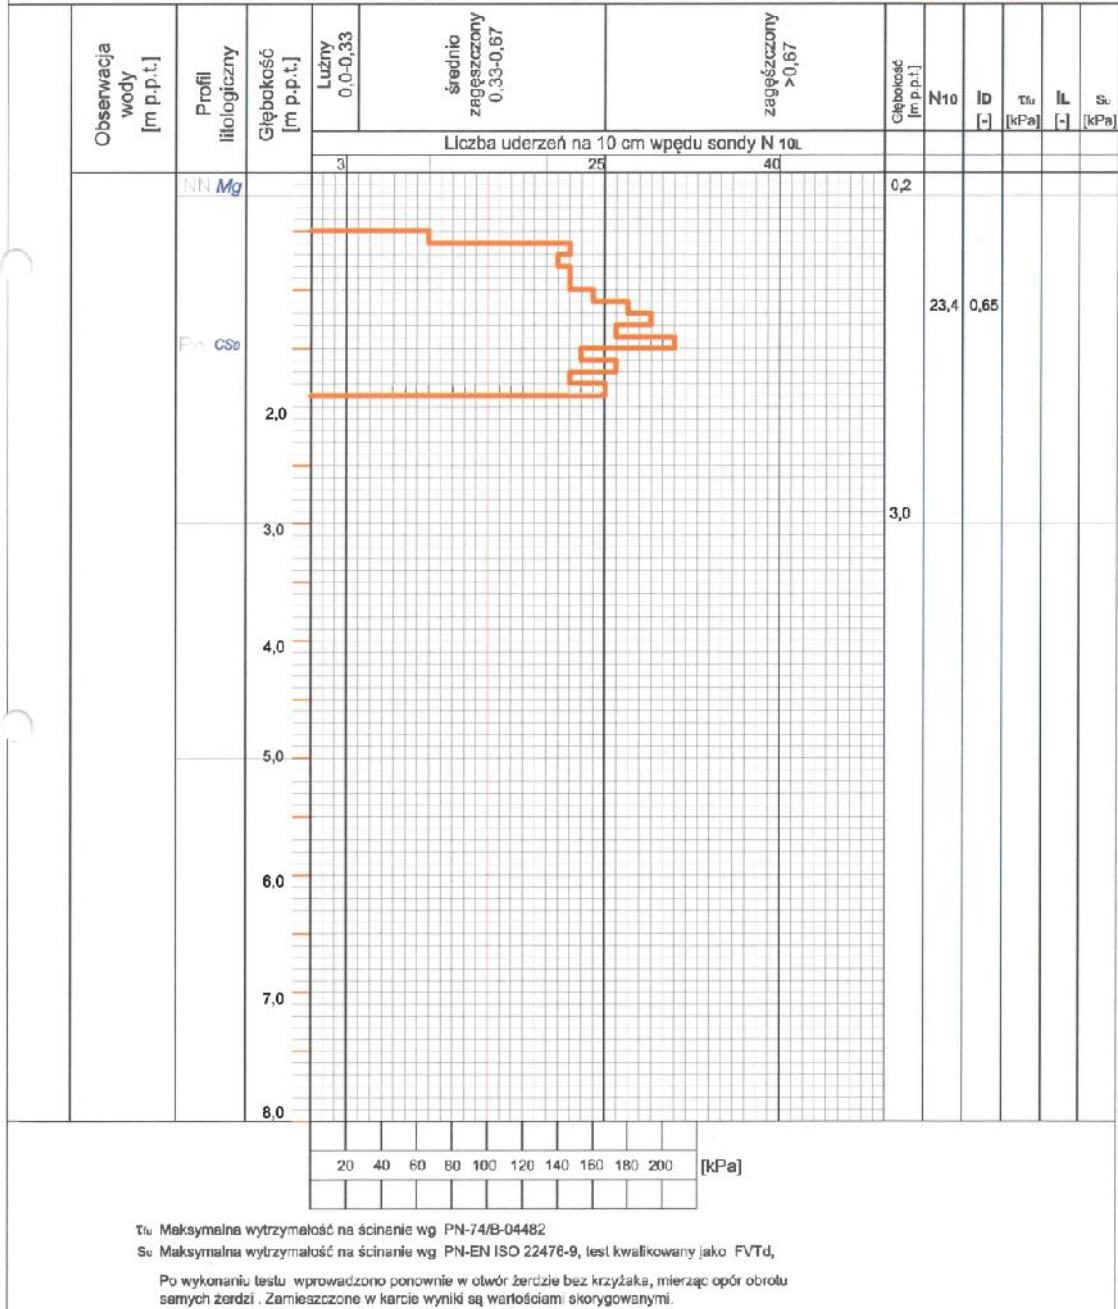 Obserwacja
wody
[m p.p.t.]
Profil
litologiczny
Głębokość
[m p.p.t.]
Luźny
0,0-0,33
średnio
zagęszczony
0,33-0,67
zagęszczony
>0,67
Głębokość
[m p.p.t.]
N10
ID
[-]
τfu
[kPa]
IL
[-]
Su
[kPa]
Liczba uderzeń na 10 cm wpędu sondy N 10L
3 25 40
NN Mg 0,2
23,4 0,65
CSa
2,0
3,0 3,0
4,0
5,0
6,0
7,0
8,0
20 40 60 80 100 120 140 160 180 200 [kPa]
τfu Maksymalna wytrzymałość na ścinanie wg PN-74/B-04482
Su Maksymalna wytrzymałość na ścinanie wg PN-EN ISO 22476-9, test kwalikowany jako FVTd,
Po wykonaniu testu wprowadzono ponownie w otwór żerdzie bez krzyżaka, mierząc opór obrotu
samych żerdzi . Zamieszczone w karcie wyniki są wartościami skorygowanymi.